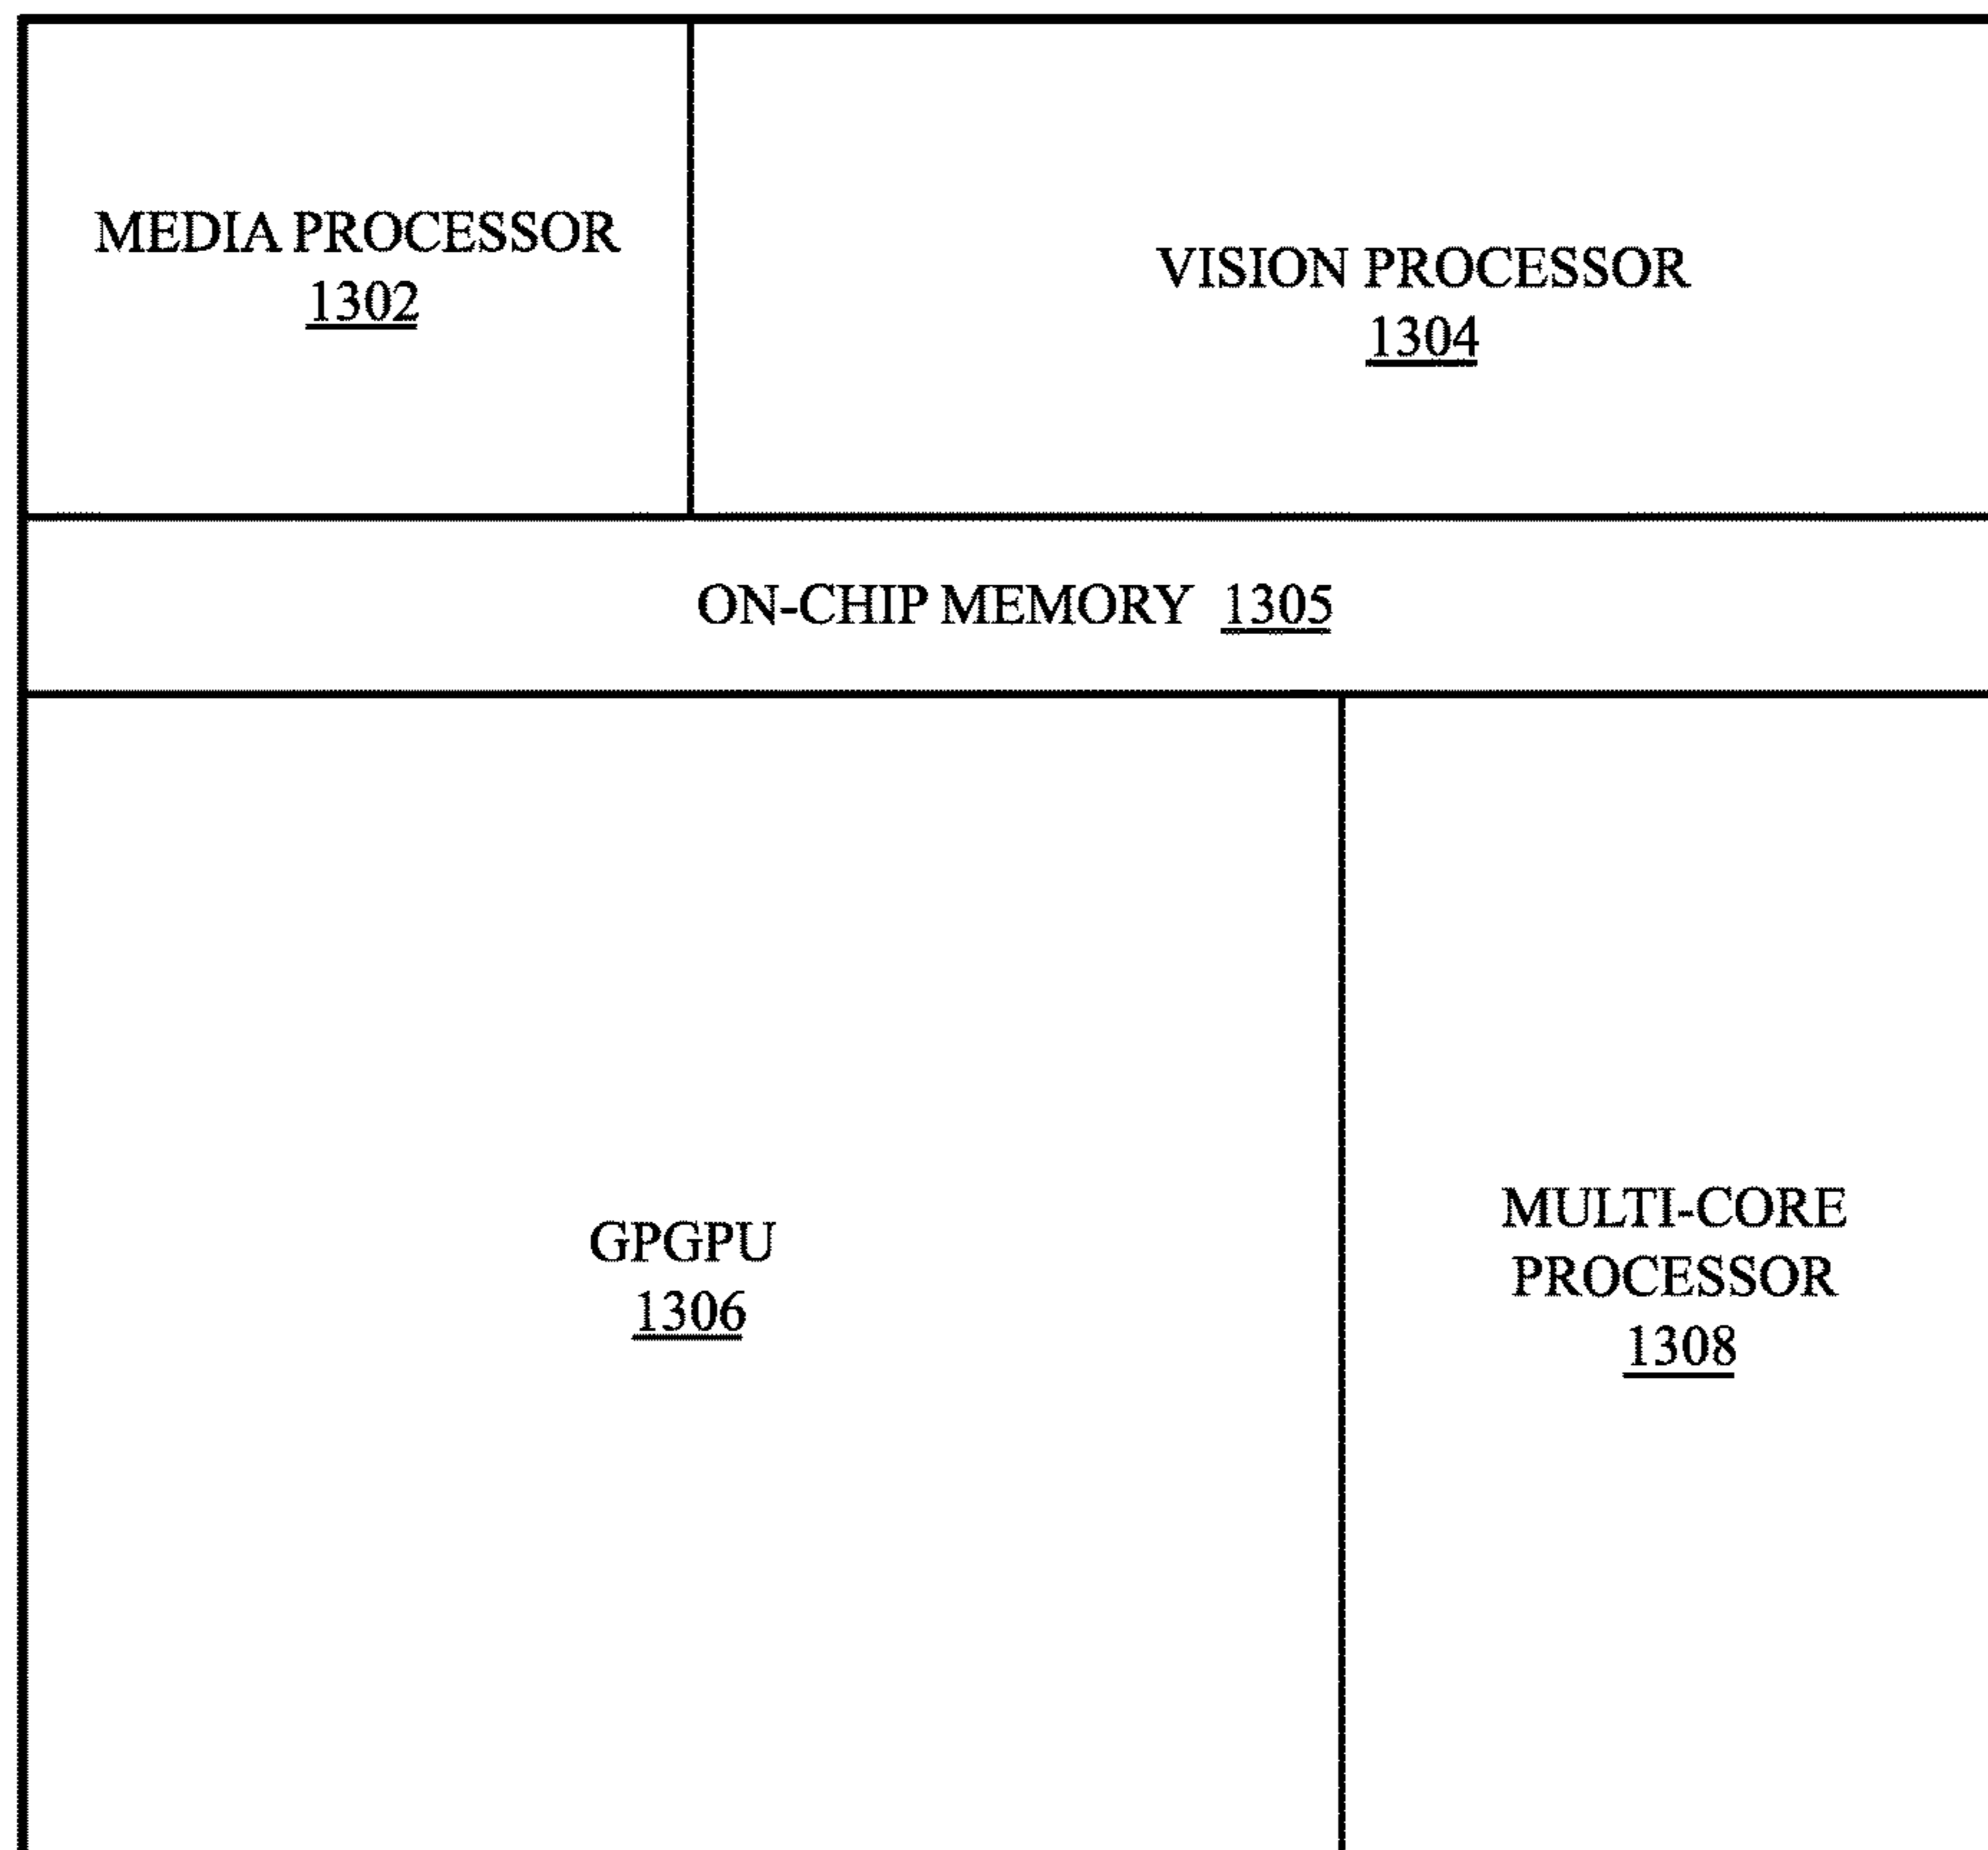 MEDIA PROCESSOR
1302
VISION PROCESSOR
1304
ON-CHIP MEMORY 1305
GPGPU
1306
MULTI-CORE
PROCESSOR
1308